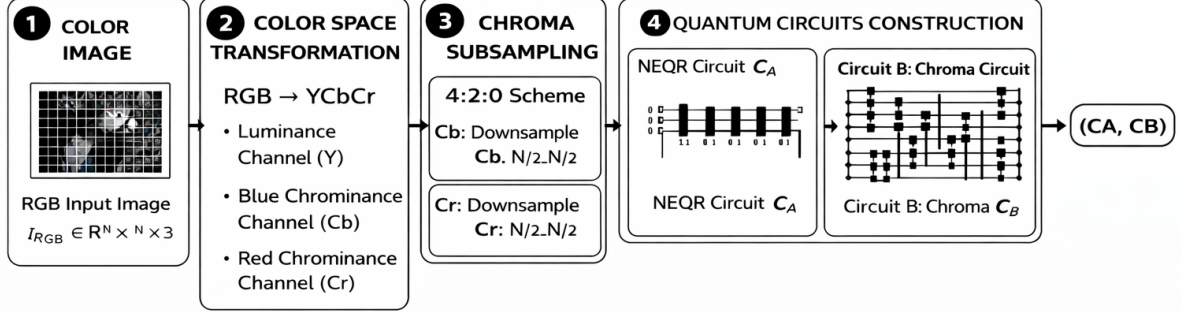 1 COLOR
IMAGE
RGB Input Image
I_RGB ∈ R^N × ^N ×3
2 COLOR SPACE
TRANSFORMATION
RGB → YCbCr
• Luminance
Channel (Y)
• Blue Chrominance
Channel (Cb)
• Red Chrominance
Channel (Cr)
3 CHROMA
SUBSAMPLING
4:2:0 Scheme
Cb: Downsample
Cb. N/2_N/2
Cr: Downsample
Cr: N/2_N/2
4 QUANTUM CIRCUITS CONSTRUCTION
NEQR Circuit C_A
0
0
0
11 01 01 01 01
NEQR Circuit C_A
Circuit B: Chroma Circuit
Circuit B: Chroma C_B
(CA, CB)